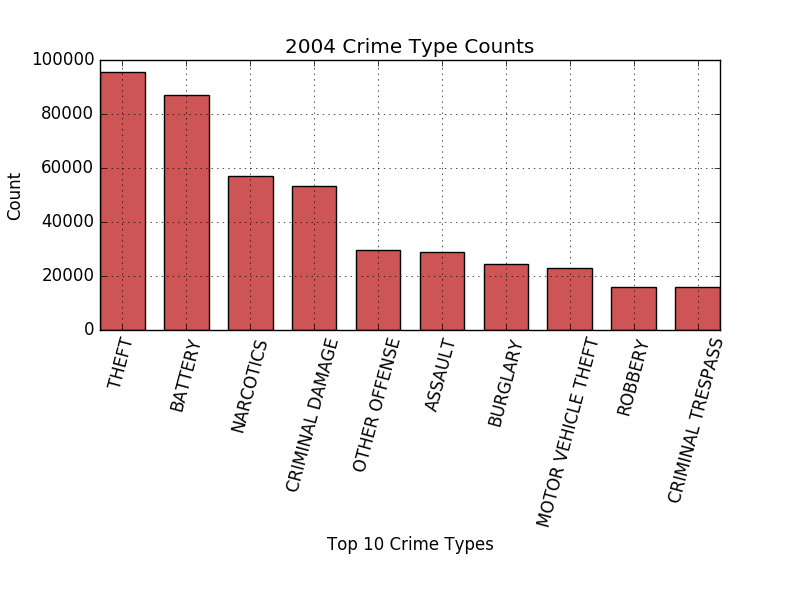 2004 Crime Type Counts
100000
80000
60000
40000
20000
0
Count
THEFT
BATTERY
NARCOTICS
CRIMINAL DAMAGE
OTHER OFFENSE
ASSAULT
BURGLARY
MOTOR VEHICLE THEFT
ROBBERY
CRIMINAL TRESPASS
Top 10 Crime Types